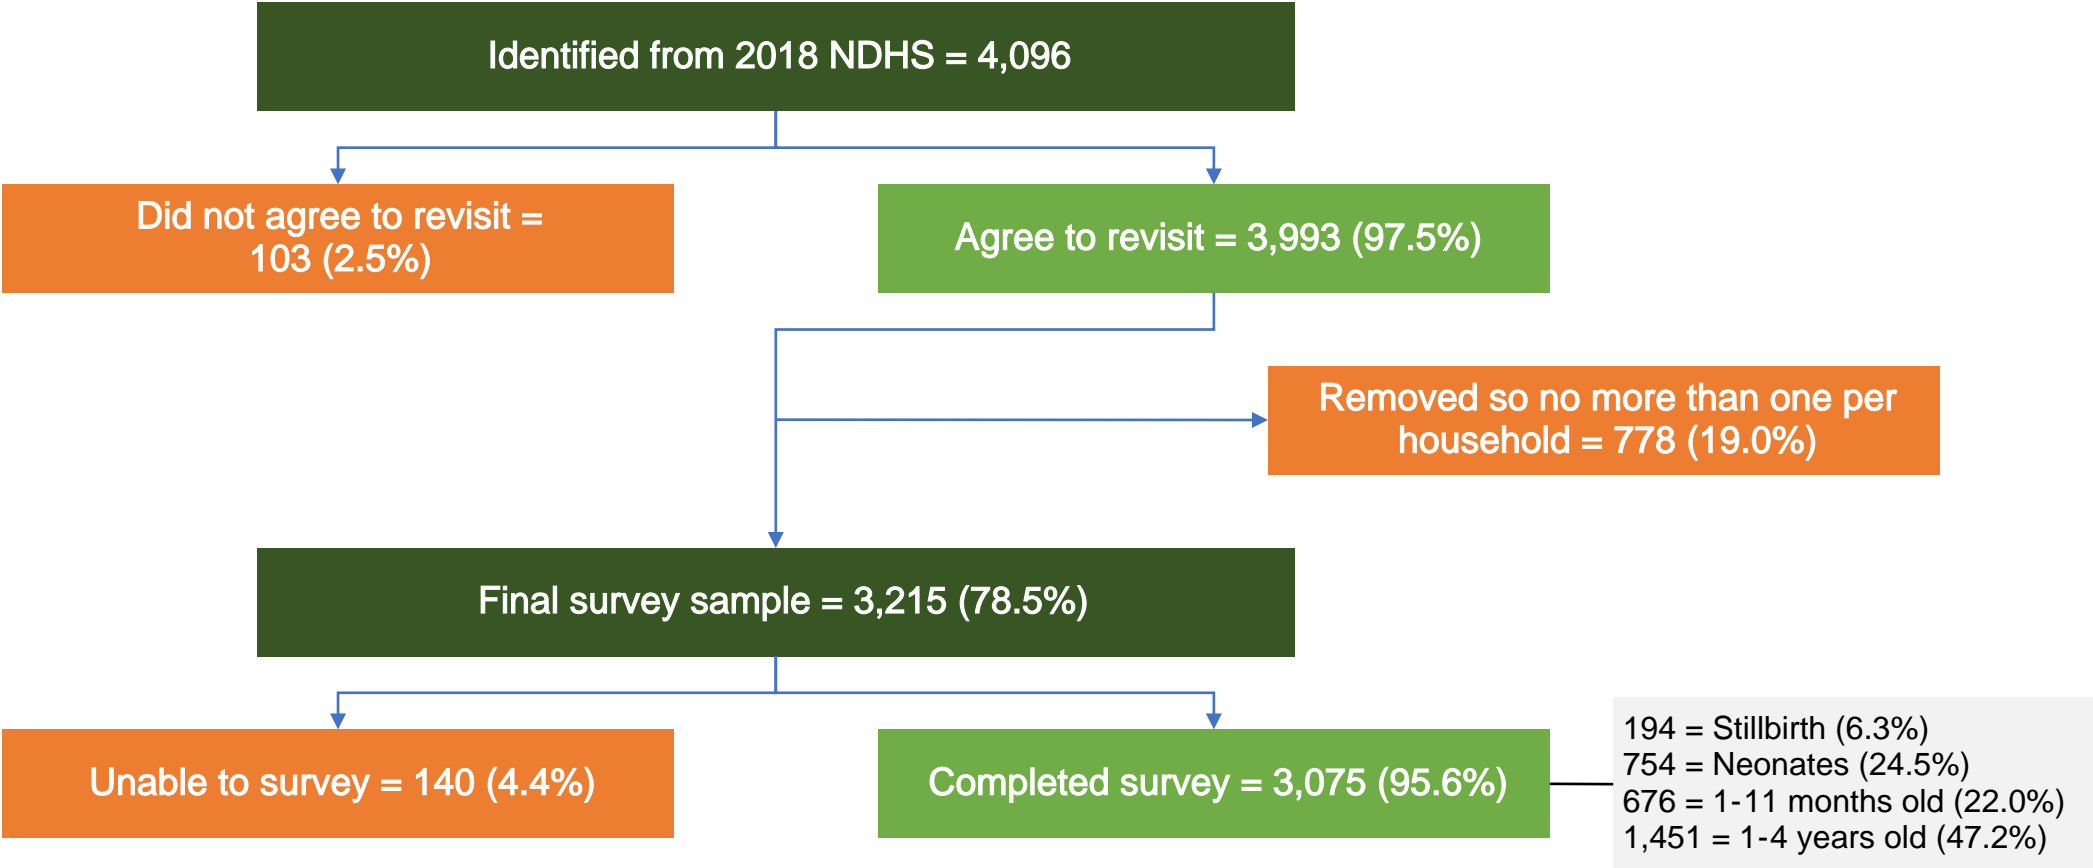 Identified from 2018 NDHS = 4,096
Did not agree to revisit =
103 (2.5%)
Agree to revisit = 3,993 (97.5%)
Removed so no more than one per
household = 778 (19.0%)
Final survey sample = 3,215 (78.5%)
Unable to survey = 140 (4.4%)
Completed survey = 3,075 (95.6%)
194 = Stillbirth (6.3%)
754 = Neonates (24.5%)
676 = 1-11 months old (22.0%)
1,451 = 1-4 years old (47.2%)